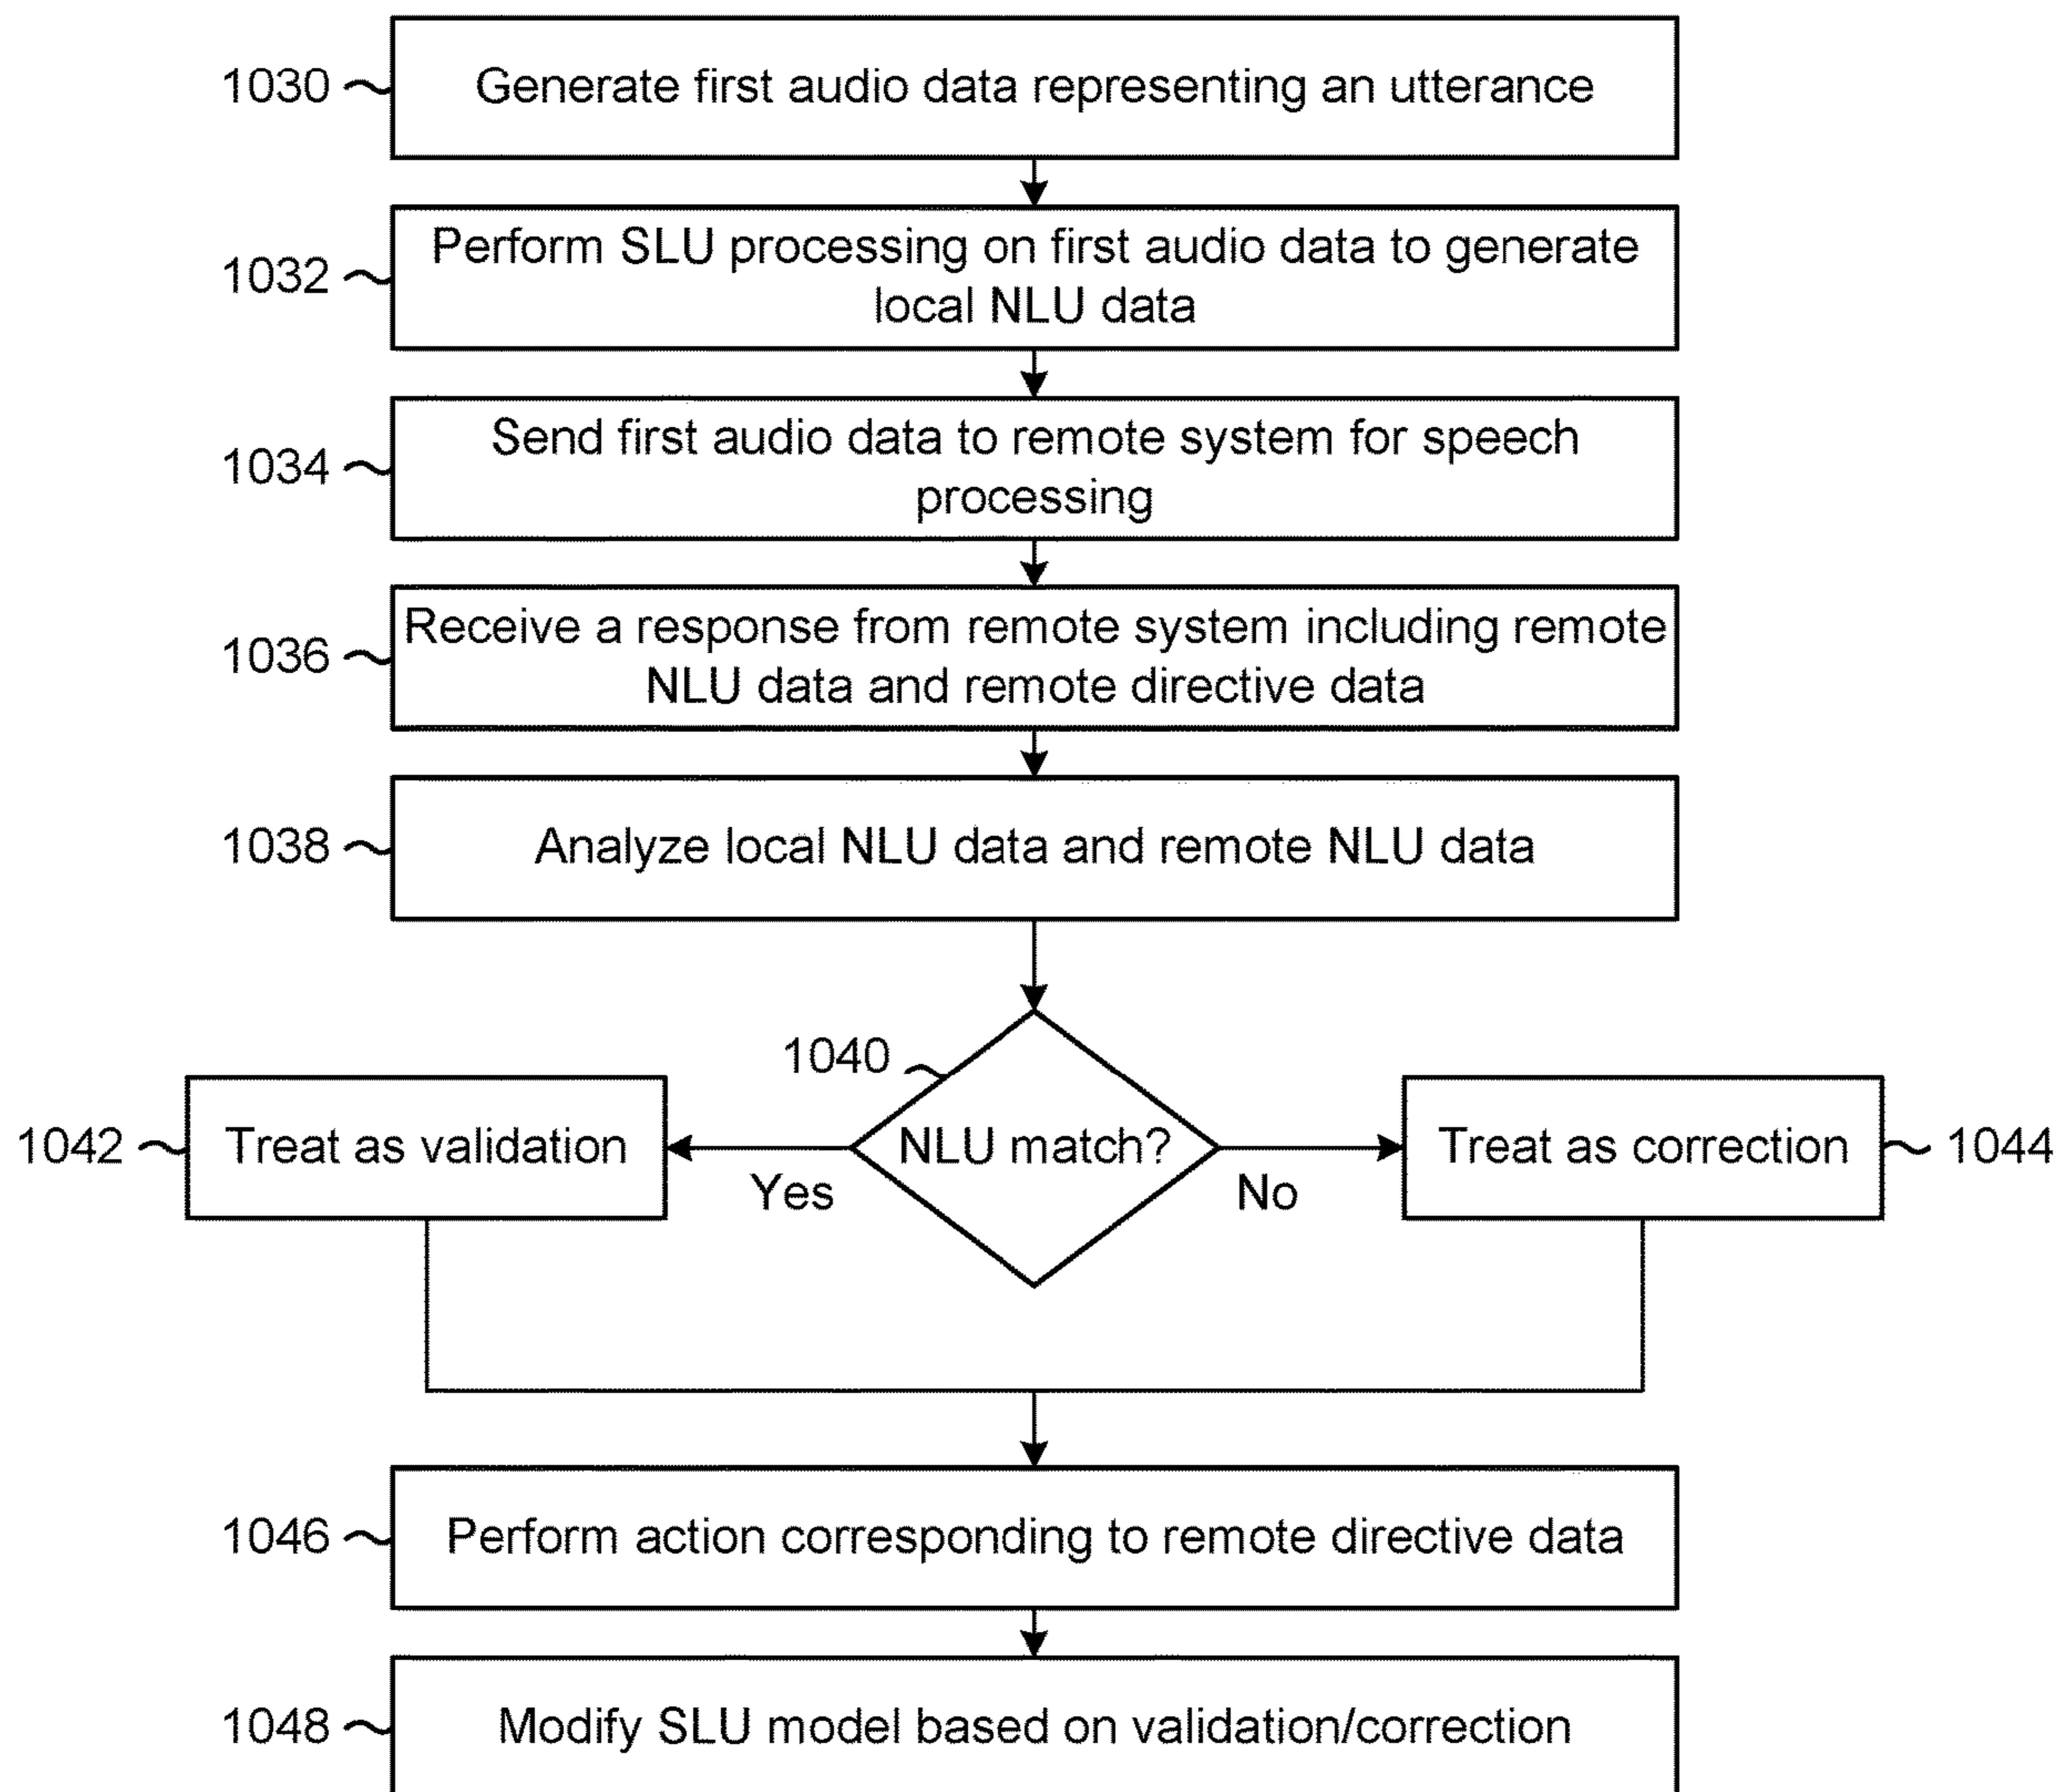 1030
Generate first audio data representing an utterance
1032
Perform SLU processing on first audio data to generate
local NLU data
1034
Send first audio data to remote system for speech
processing
1036
Receive a response from remote system including remote
NLU data and remote directive data
1038
Analyze local NLU data and remote NLU data
1040
1042
Treat as validation
Yes
NLU match?
No
Treat as correction
1044
1046
Perform action corresponding to remote directive data
1048
Modify SLU model based on validation/correction